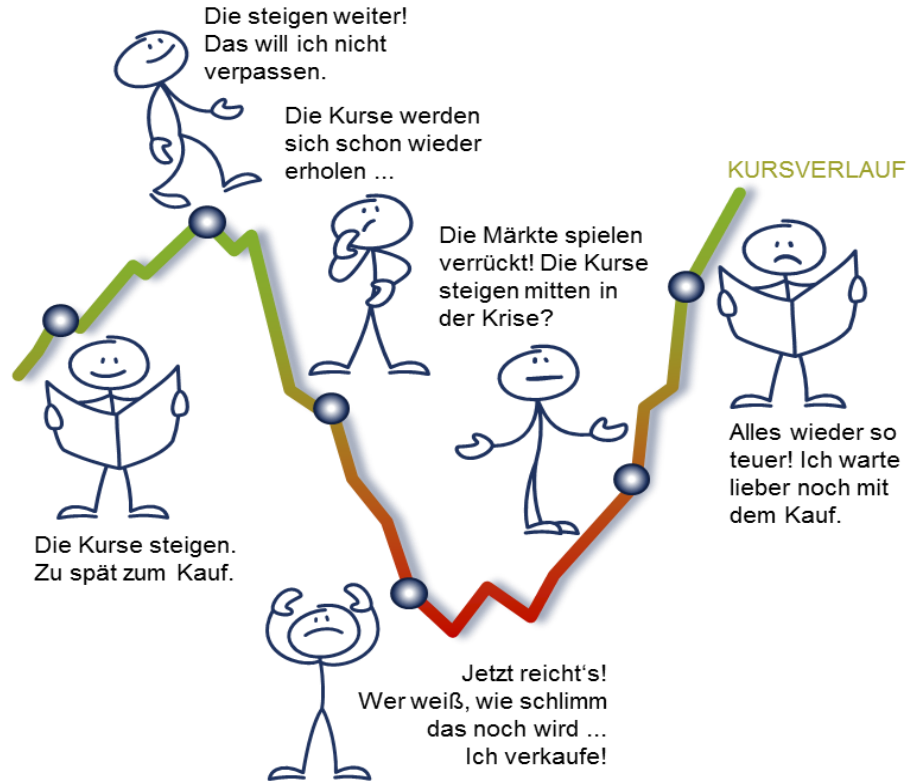 Die steigen weiter!
Das will ich nicht
verpassen.
Die Kurse werden
sich schon wieder
erholen ...
KURSVERLAUF
Die Märkte spielen
verrückt! Die Kurse
steigen mitten in
der Krise?
Alles wieder so
teuer! Ich warte
lieber noch mit
dem Kauf.
Die Kurse steigen.
Zu spät zum Kauf.
Jetzt reicht‘s!
Wer weiß, wie schlimm
das noch wird ...
Ich verkaufe!